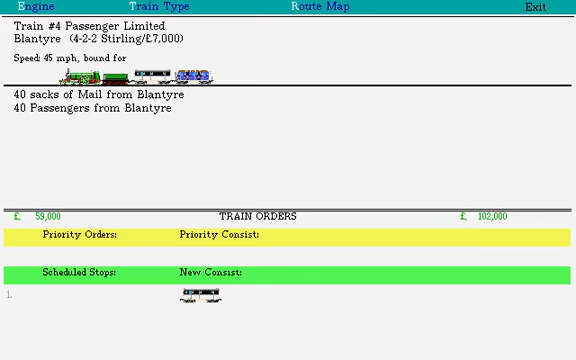 Engine Train Type Route Map Exit
Train #4 Passenger Limited
Blantyre (4-2-2 Stirling/£7,000)
Speed: 45 mph, bound for
40 sacks of Mail from Blantyre
40 Passengers from Blantyre
£ 59,000 TRAIN ORDERS £ 102,000
Priority Orders: Priority Consist:
Scheduled Stops: New Consist:
1.